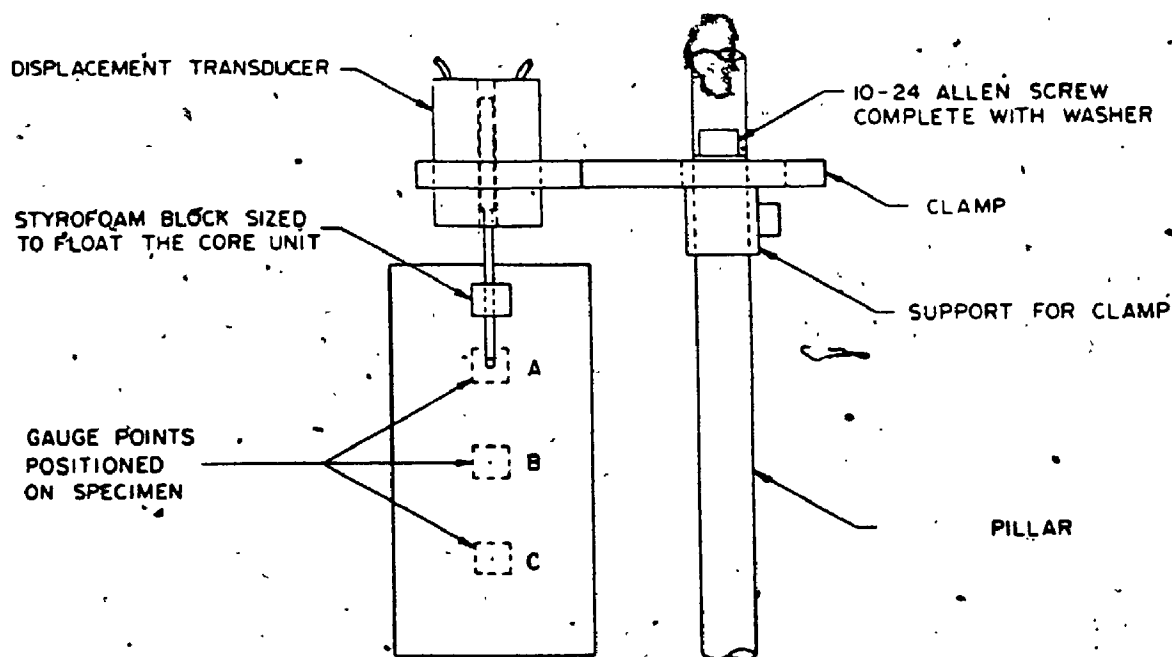 DISPLACEMENT TRANSDUCER
10-24 ALLEN SCREW
COMPLETE WITH WASHER
CLAMP
STYROFOAM BLOCK SIZED
TO FLOAT THE CORE UNIT
SUPPORT FOR CLAMP
A
GAUGE POINTS
POSITIONED
ON SPECIMEN
B
PILLAR
C